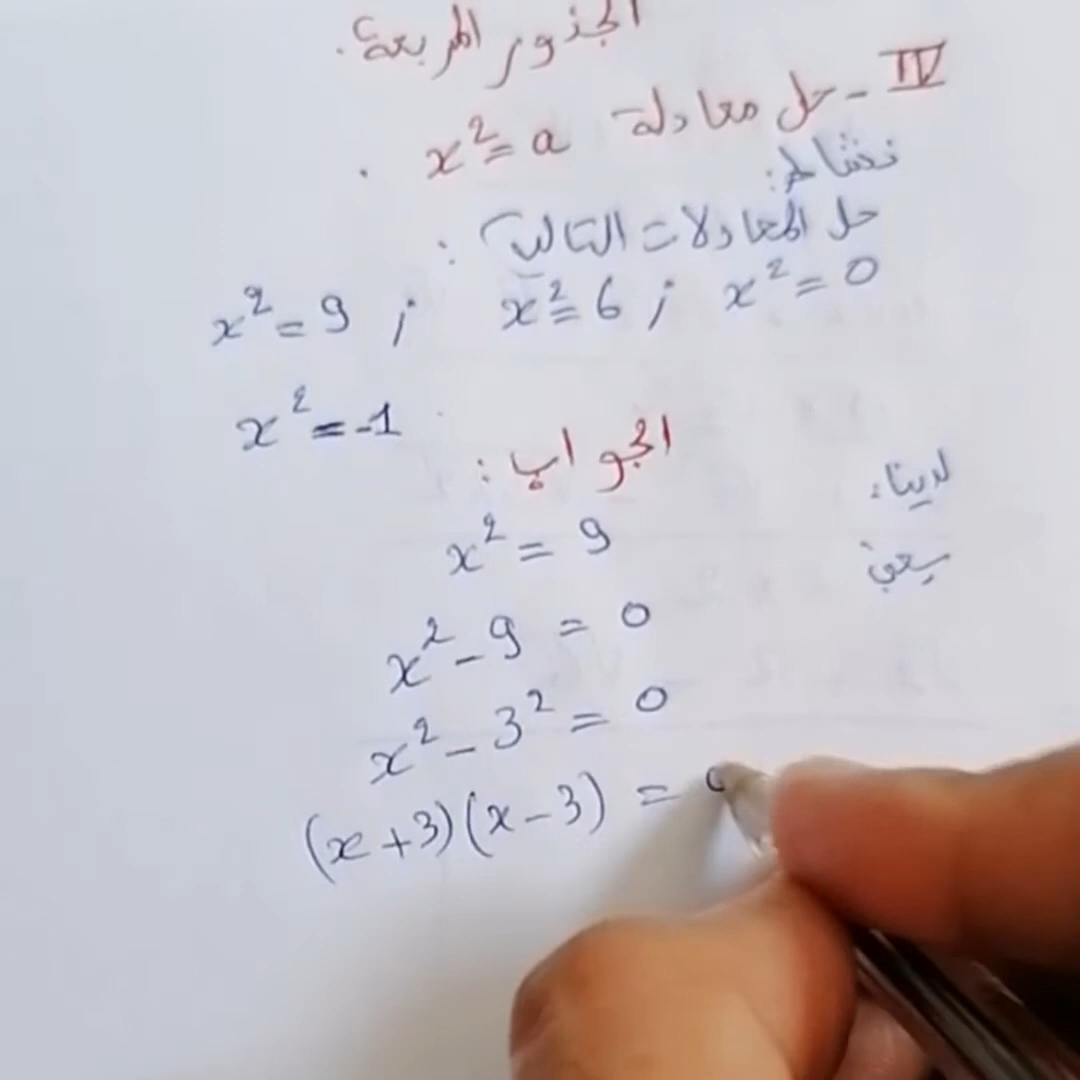 الجذور المربعة.
IV - حل معادلة x² = a .
نشاط:
حل المعادلات التالية :
x² = 9 ; x² = 6 ; x² = 0
x² = -1
الجواب :
لدينا: x² = 9
يعني
x² - 9 = 0
x² - 3² = 0
(x + 3)(x - 3) = 0